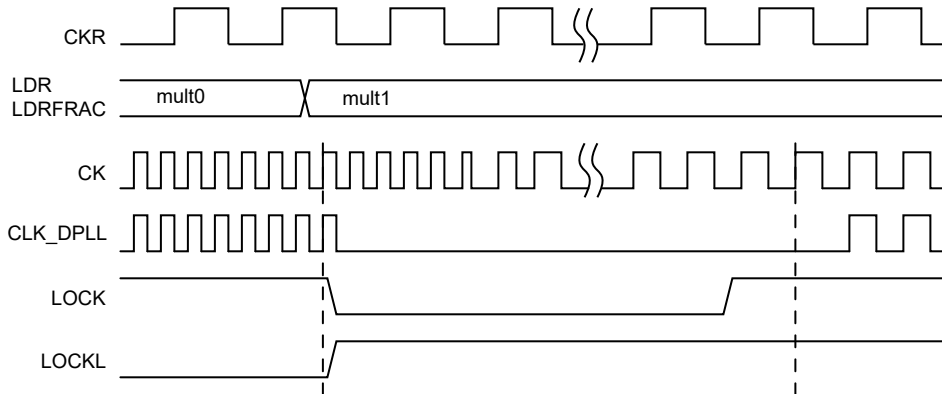 CKR
LDR
LDRFRAC
mult0
mult1
CK
CLK_DPLL
LOCK
LOCKL